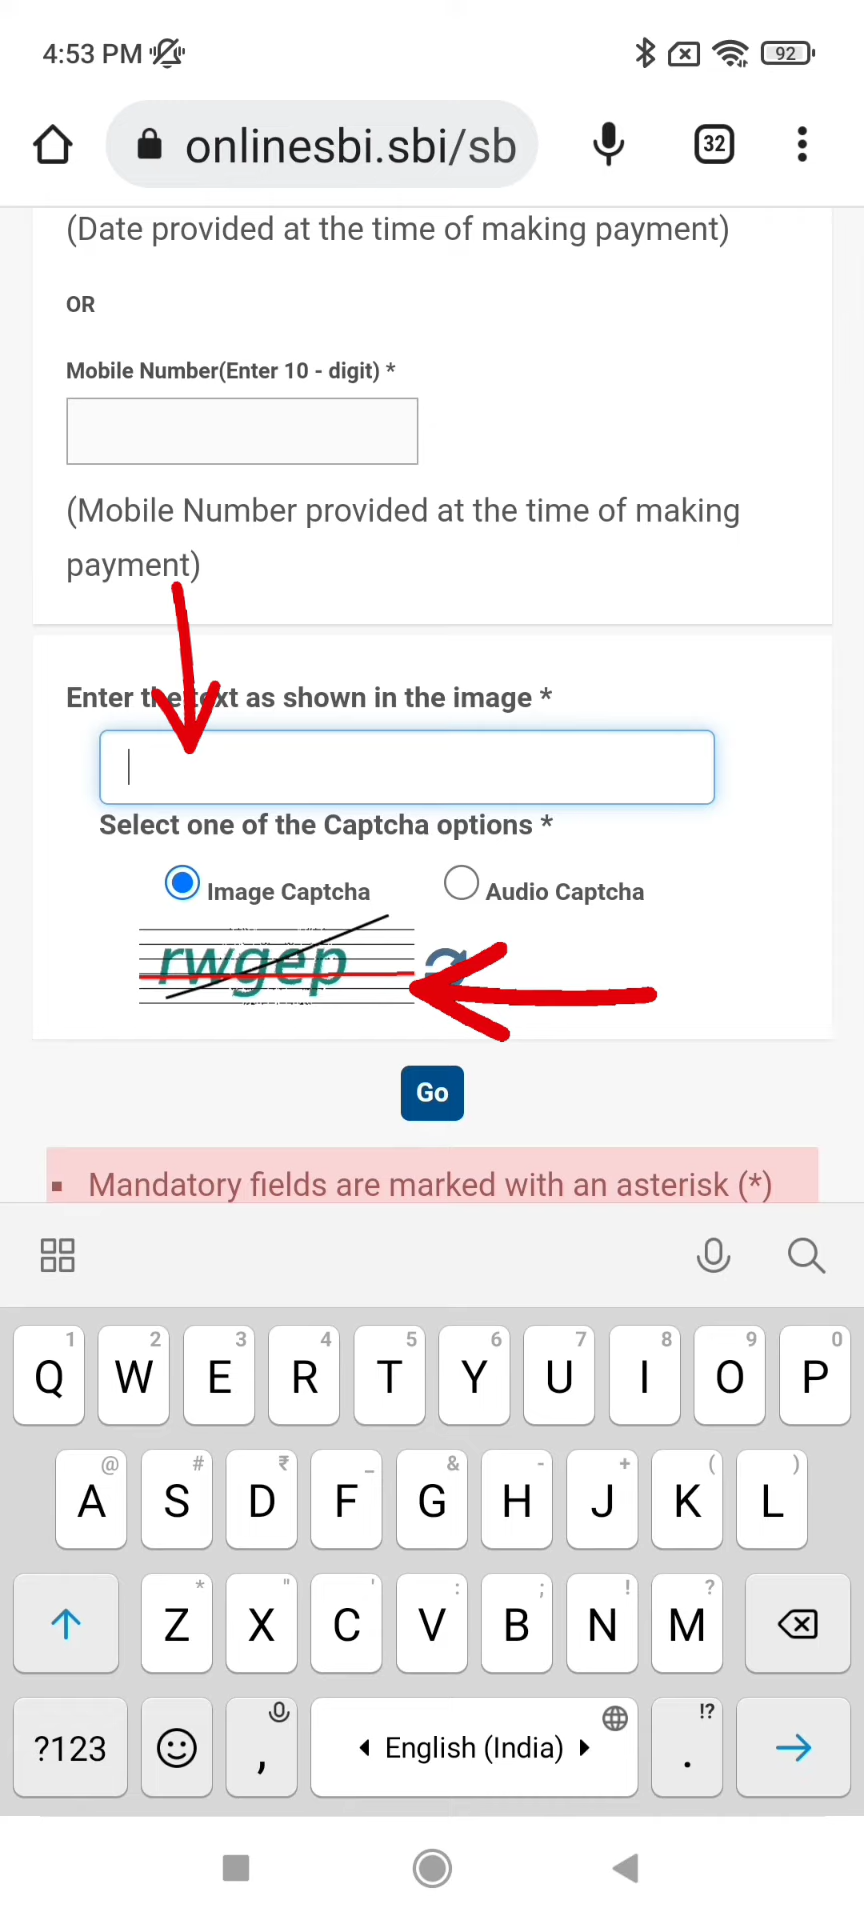 4:53 PM
92
onlinesbi.sbi/sb
32
(Date provided at the time of making payment)
OR
Mobile Number(Enter 10 - digit) *
(Mobile Number provided at the time of making
payment)
Enter the text as shown in the image *
Select one of the Captcha options *
Image Captcha Audio Captcha
rwgep
Go
Mandatory fields are marked with an asterisk (*)
1 2 3 4 5 6 7 8 9 0
Q W E R T Y U I O P
@ # ₹ _ & - + ( )
A S D F G H J K L
* " ' : ; ! ?
Z X C V B N M
!?
?123 , English (India) .